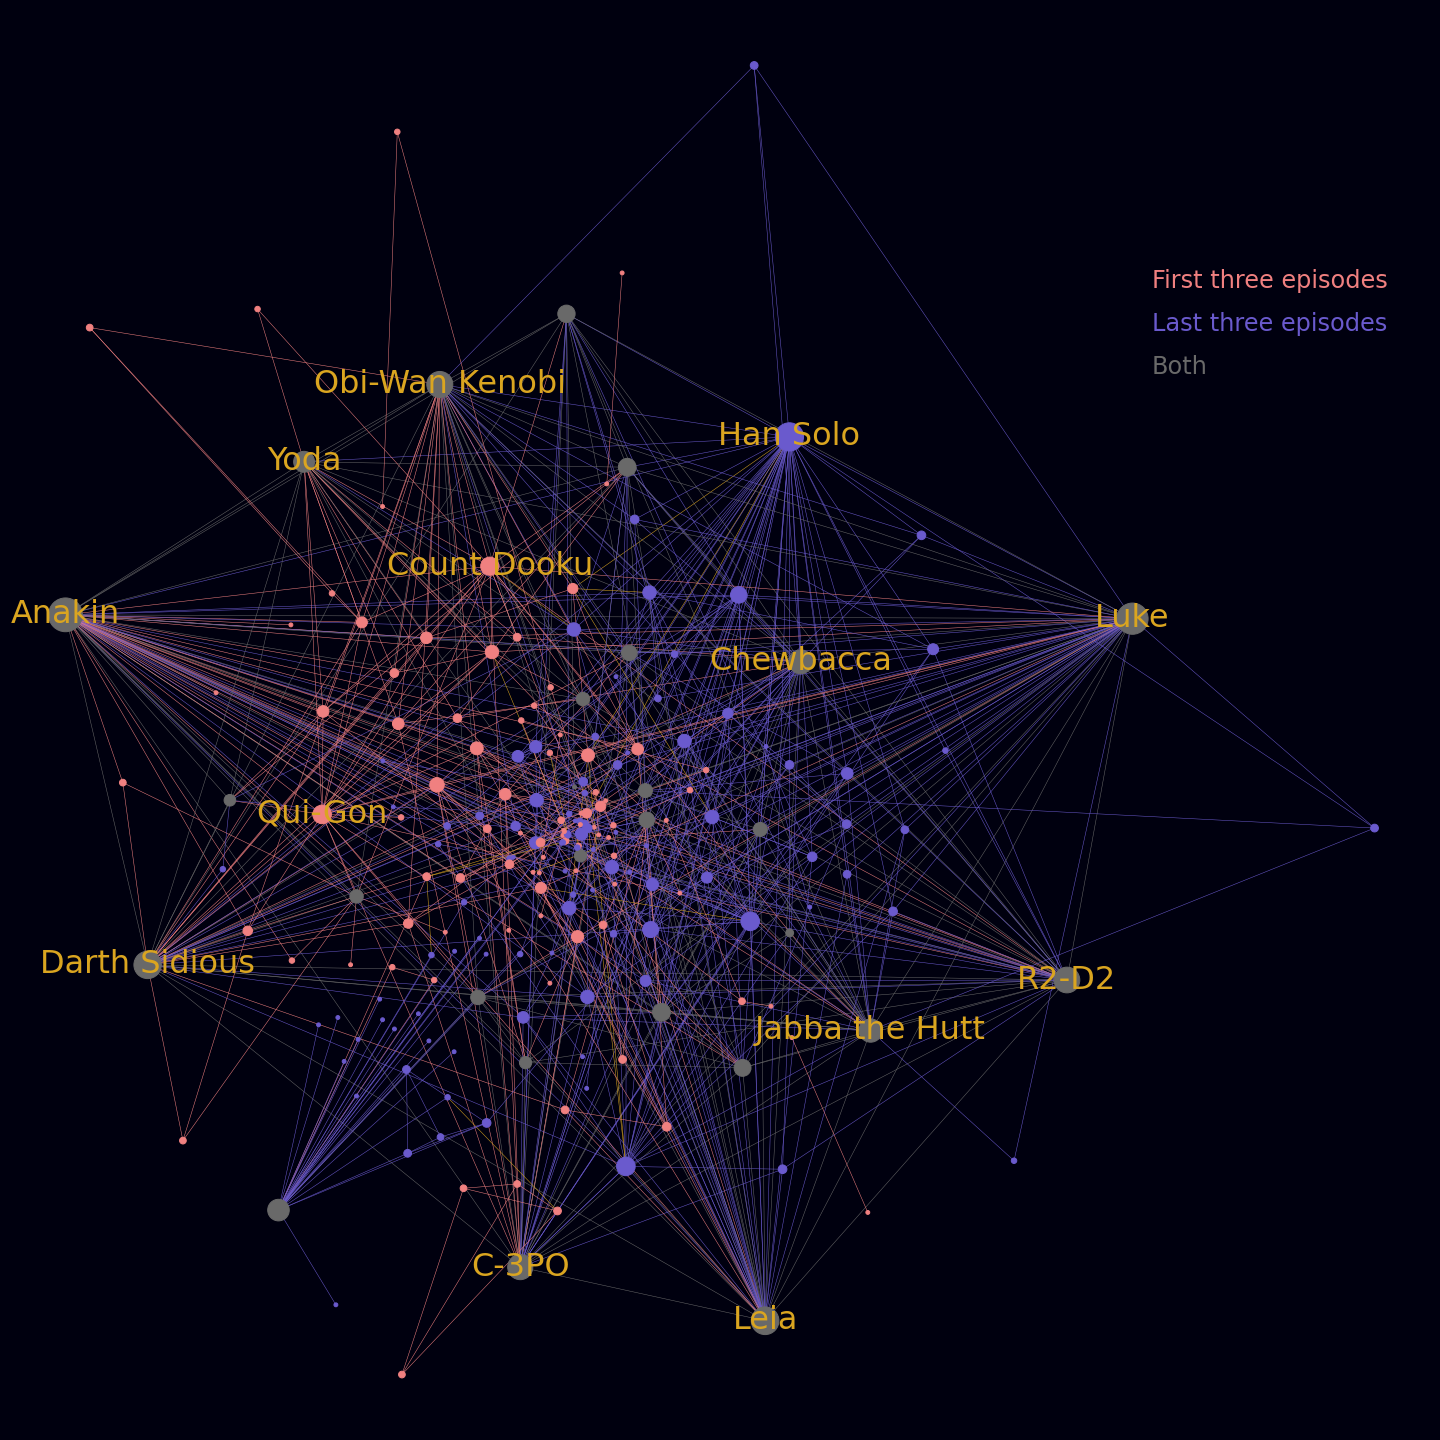 First three episodes
Last three episodes
Both
Obi-Wan Kenobi
Han Solo
Yoda
Count Dooku
Anakin
Luke
Chewbacca
Qui-Gon
Darth Sidious
R2-D2
Jabba the Hutt
C-3PO
Leia